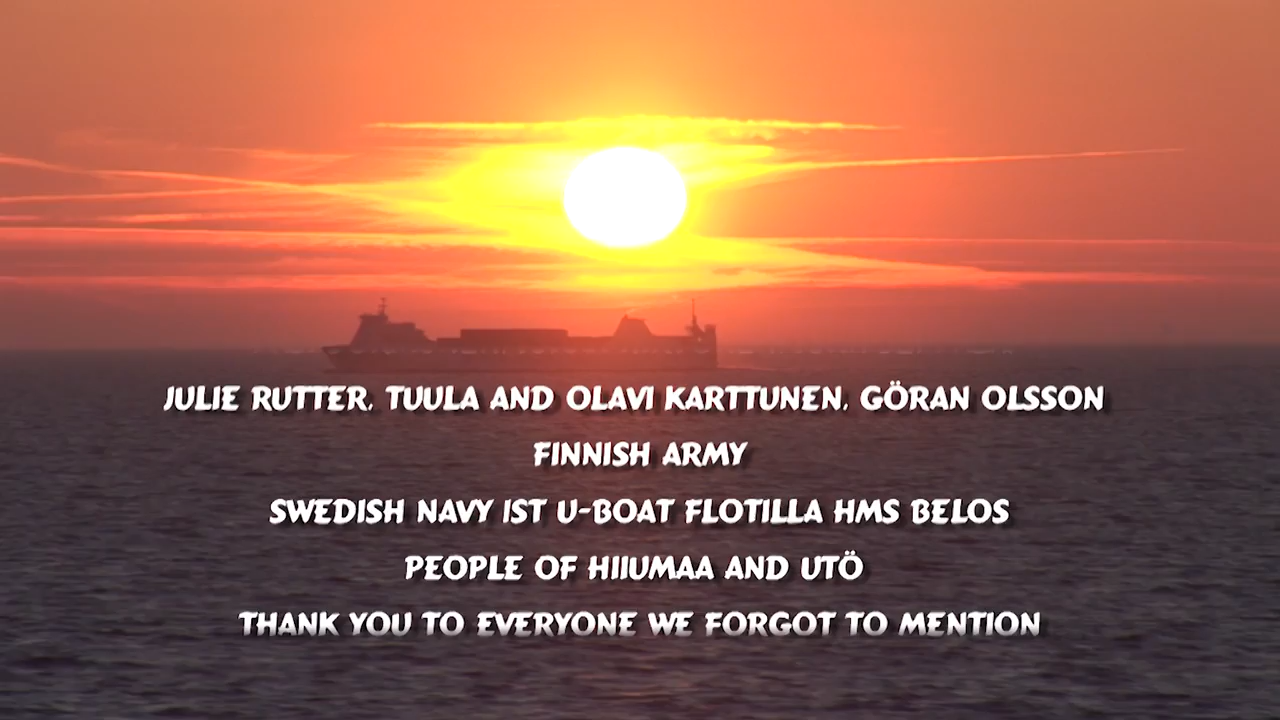 JULIE RUTTER, TUULA AND OLAVI KARTTUNEN, GÖRAN OLSSON
FINNISH ARMY
SWEDISH NAVY 1ST U-BOAT FLOTILLA HMS BELOS
PEOPLE OF HIIUMAA AND UTÖ
THANK YOU TO EVERYONE WE FORGOT TO MENTION